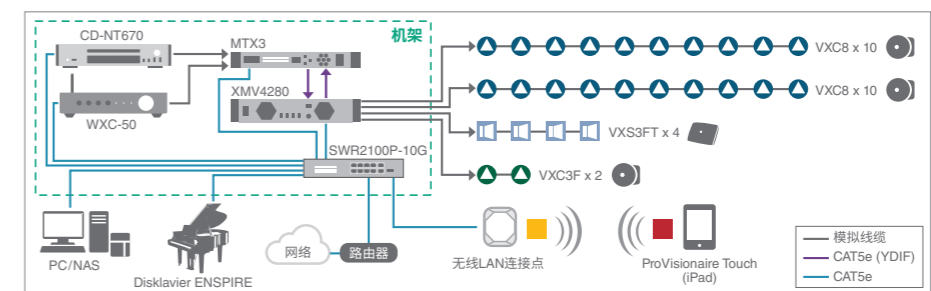 机架
CD-NT670
MTX3
VXC8 x 10
WXC-50
XMV4280
VXC8 x 10
VXS3FT x 4
SWR2100P-10G
VXC3F x 2
PC/NAS
Disklavier ENSPIRE
网络
路由器
无线LAN连接点
ProVisionaire Touch
(iPad)
模拟线缆
CAT5e (YDIF)
CAT5e